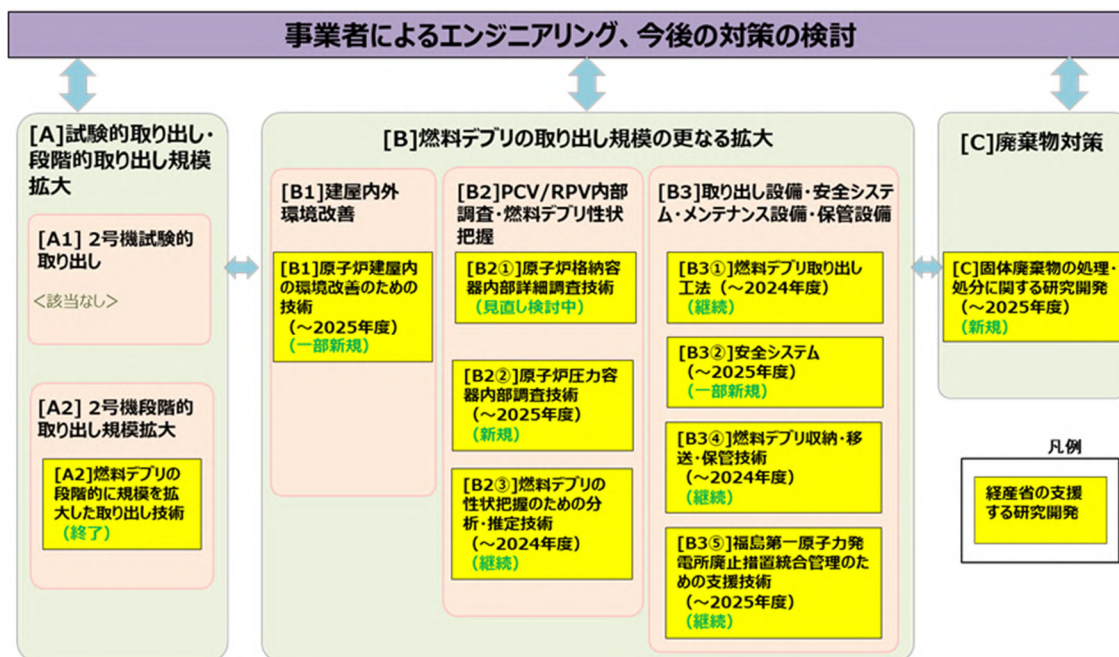 事業者によるエンジニアリング、今後の対策の検討
[A]試験的取り出し・
段階的取り出し規模
拡大
[A1] 2号機試験的
取り出し
<該当なし>
[A2] 2号機段階的
取り出し規模拡大
[A2]燃料デブリの
段階的に規模を拡
大した取り出し技術
(終了)
[B]燃料デブリの取り出し規模の更なる拡大
[B1]建屋内外
環境改善
[B1]原子炉建屋内
の環境改善のための
技術
(~2025年度)
(一部新規)
[B2]PCV/RPV内部
調査・燃料デブリ性状
把握
[B2①]原子炉格納容
器内部詳細調査技術
(見直し検討中)
[B2②]原子炉圧力容
器内部調査技術
(~2025年度)
(新規)
[B2③]燃料デブリの
性状把握のための分
析・推定技術
(~2024年度)
(継続)
[B3]取り出し設備・安全システ
ム・メンテナンス設備・保管設備
[B3①]燃料デブリ取り出し
工法(~2024年度)
(継続)
[B3②]安全システム
(~2025年度)
(一部新規)
[B3④]燃料デブリ収納・移
送・保管技術
(~2024年度)
(継続)
[B3⑤]福島第一原子力発
電所廃止措置統合管理のた
めの支援技術
(~2025年度)
(継続)
[C]廃棄物対策
[C]固体廃棄物の処理・
処分に関する研究開発
(~2025年度)
(新規)
凡例
経産省の支援
する研究開発